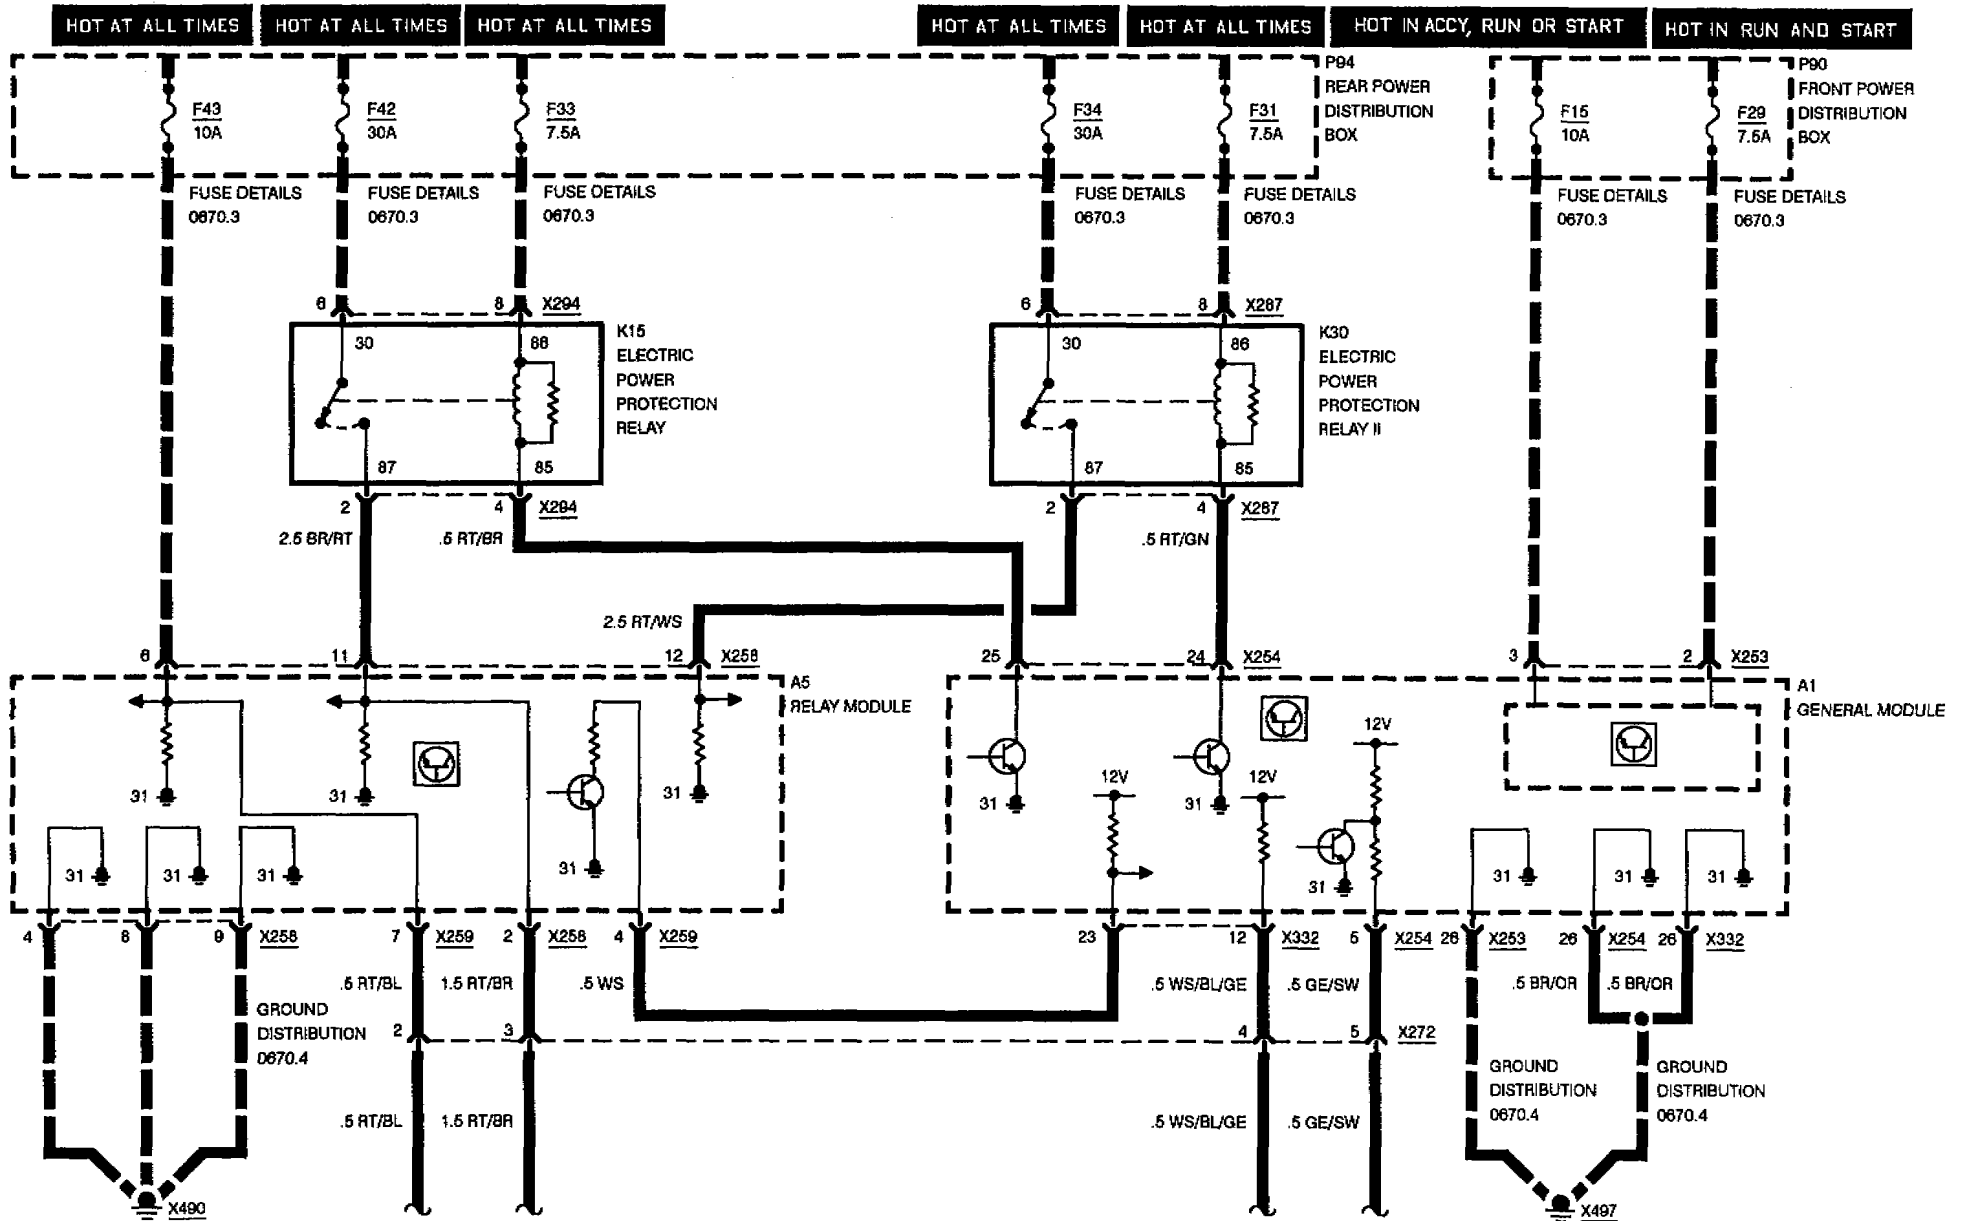 HOT AT ALL TIMES
HOT AT ALL TIMES
HOT AT ALL TIMES
HOT AT ALL TIMES
HOT AT ALL TIMES
HOT IN ACCY, RUN OR START
HOT IN RUN AND START
F43
10A
F42
30A
F33
7.5A
F34
30A
F31
7.5A
P94
REAR POWER
DISTRIBUTION
BOX
F15
10A
F29
7.5A
P90
FRONT POWER
DISTRIBUTION
BOX
FUSE DETAILS
0670.3
FUSE DETAILS
0670.3
FUSE DETAILS
0670.3
FUSE DETAILS
0670.3
FUSE DETAILS
0670.3
FUSE DETAILS
0670.3
FUSE DETAILS
0670.3
6
8
X294
6
8
X287
30
86
K15
ELECTRIC
POWER
PROTECTION
RELAY
87
85
30
86
K30
ELECTRIC
POWER
PROTECTION
RELAY II
87
85
2
4
X294
2
4
X287
2.5 BR/RT
.5 RT/BR
.5 RT/GN
2.5 RT/WS
6
11
12
X258
25
24
X254
3
2
X253
A5
RELAY MODULE
A1
GENERAL MODULE
12V
12V
12V
31
31
31
31
31
31
31
31
31
31
31
31
31
4
8
9
X258
7
X259
2
X258
4
X259
23
12
X332
5
X254
26
X253
26
X254
26
X332
.5 RT/BL
1.5 RT/BR
.5 WS
.5 WS/BL/GE
.5 GE/SW
.5 BR/OR
.5 BR/OR
GROUND
DISTRIBUTION
0670.4
2
3
4
5
X272
GROUND
DISTRIBUTION
0670.4
GROUND
DISTRIBUTION
0670.4
.5 RT/BL
1.5 RT/BR
.5 WS/BL/GE
.5 GE/SW
X490
X497